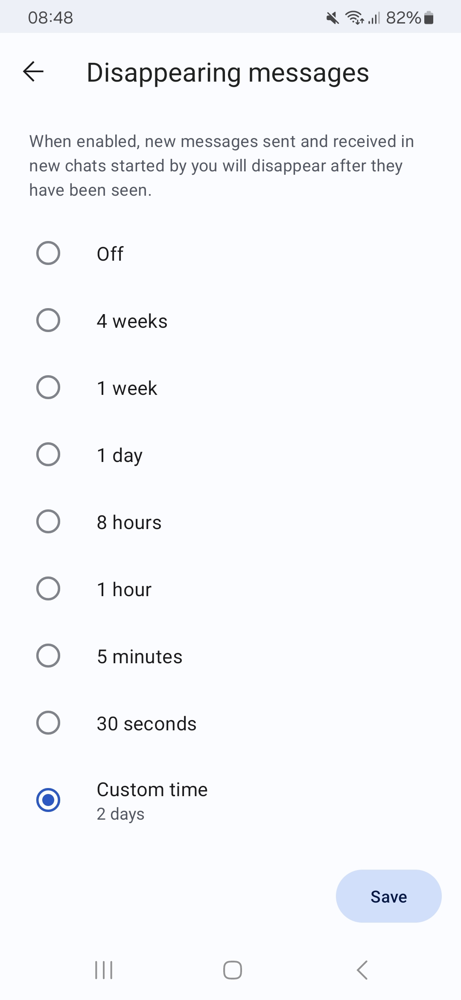 08:48
82%
Disappearing messages
When enabled, new messages sent and received in
new chats started by you will disappear after they
have been seen.
Off
4 weeks
1 week
1 day
8 hours
1 hour
5 minutes
30 seconds
Custom time
2 days
Save